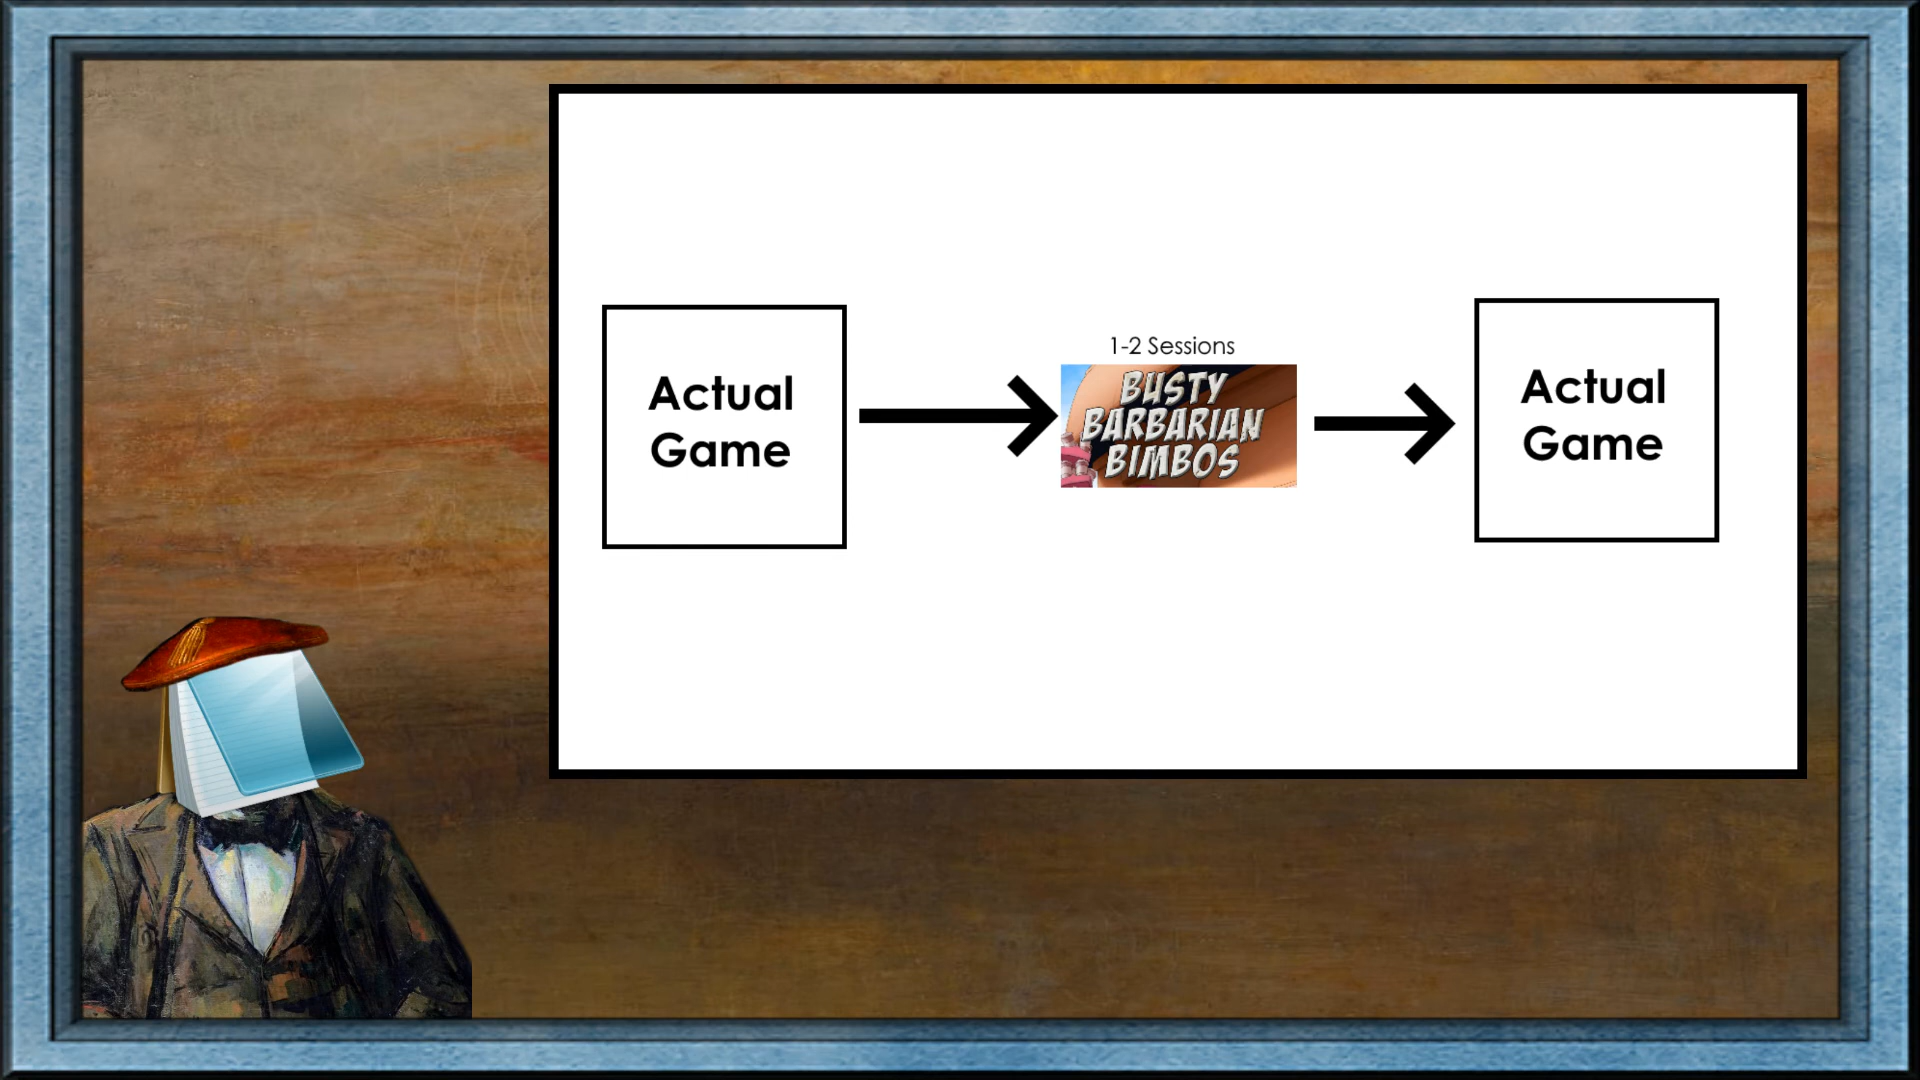 Actual
Game
1-2 Sessions
BUSTY
BARBARIAN
BIMBOS
Actual
Game